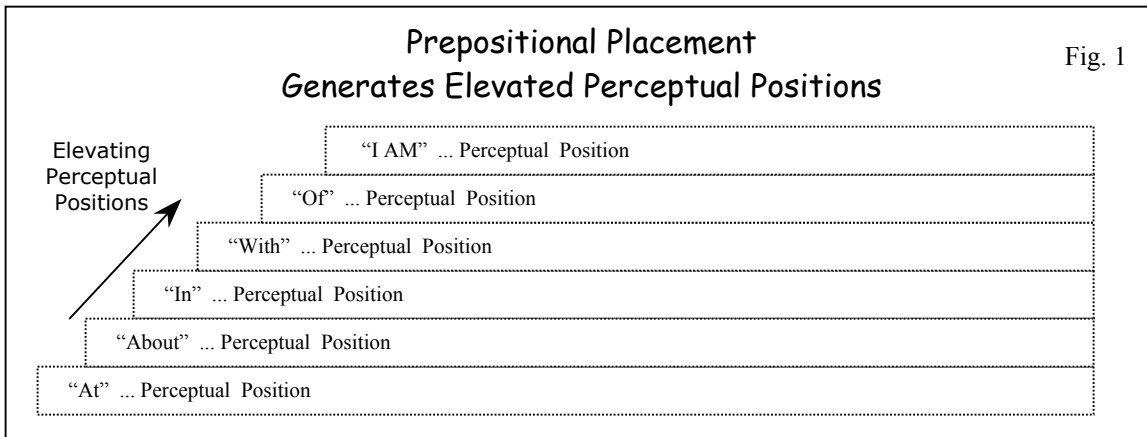 Prepositional Placement
Generates Elevated Perceptual Positions
Fig. 1
Elevating
Perceptual
Positions
“I AM” ... Perceptual Position
“Of” ... Perceptual Position
“With” ... Perceptual Position
“In” ... Perceptual Position
“About” ... Perceptual Position
“At” ... Perceptual Position